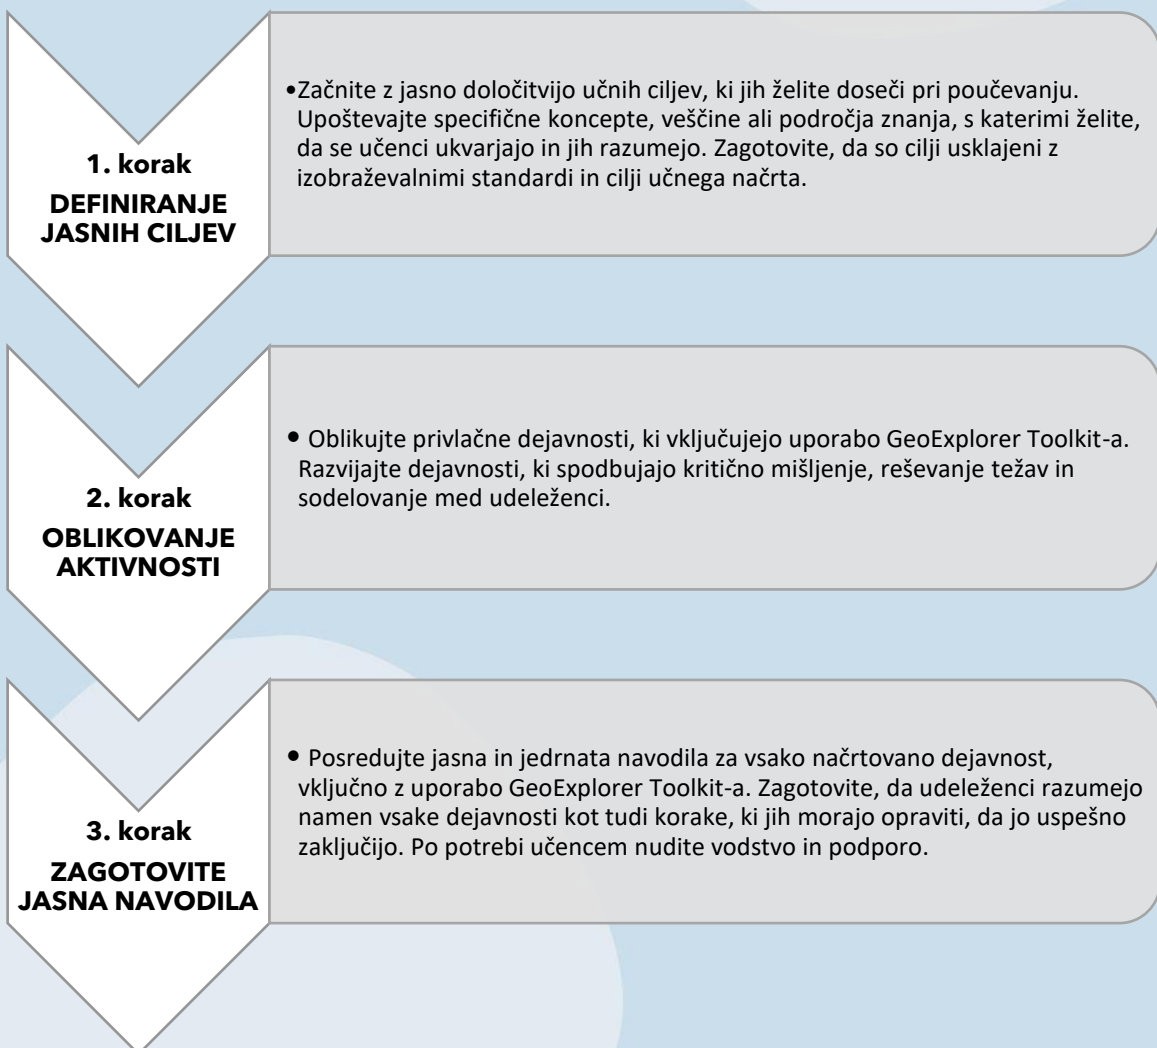 1. korak
DEFINIRANJE
JASNIH CILJEV
•Začnite z jasno določitvijo učnih ciljev, ki jih želite doseči pri poučevanju.
Upoštevajte specifične koncepte, veščine ali področja znanja, s katerimi želite,
da se učenci ukvarjajo in jih razumejo. Zagotovite, da so cilji usklajeni z
izobraževalnimi standardi in cilji učnega načrta.
2. korak
OBLIKOVANJE
AKTIVNOSTI
• Oblikujte privlačne dejavnosti, ki vključujejo uporabo GeoExplorer Toolkit-a.
Razvijajte dejavnosti, ki spodbujajo kritično mišljenje, reševanje težav in
sodelovanje med udeleženci.
3. korak
ZAGOTOVITE
JASNA NAVODILA
• Posredujte jasna in jedrnata navodila za vsako načrtovano dejavnost,
vključno z uporabo GeoExplorer Toolkit-a. Zagotovite, da udeleženci razumejo
namen vsake dejavnosti kot tudi korake, ki jih morajo opraviti, da jo uspešno
zaključijo. Po potrebi učencem nudite vodstvo in podporo.